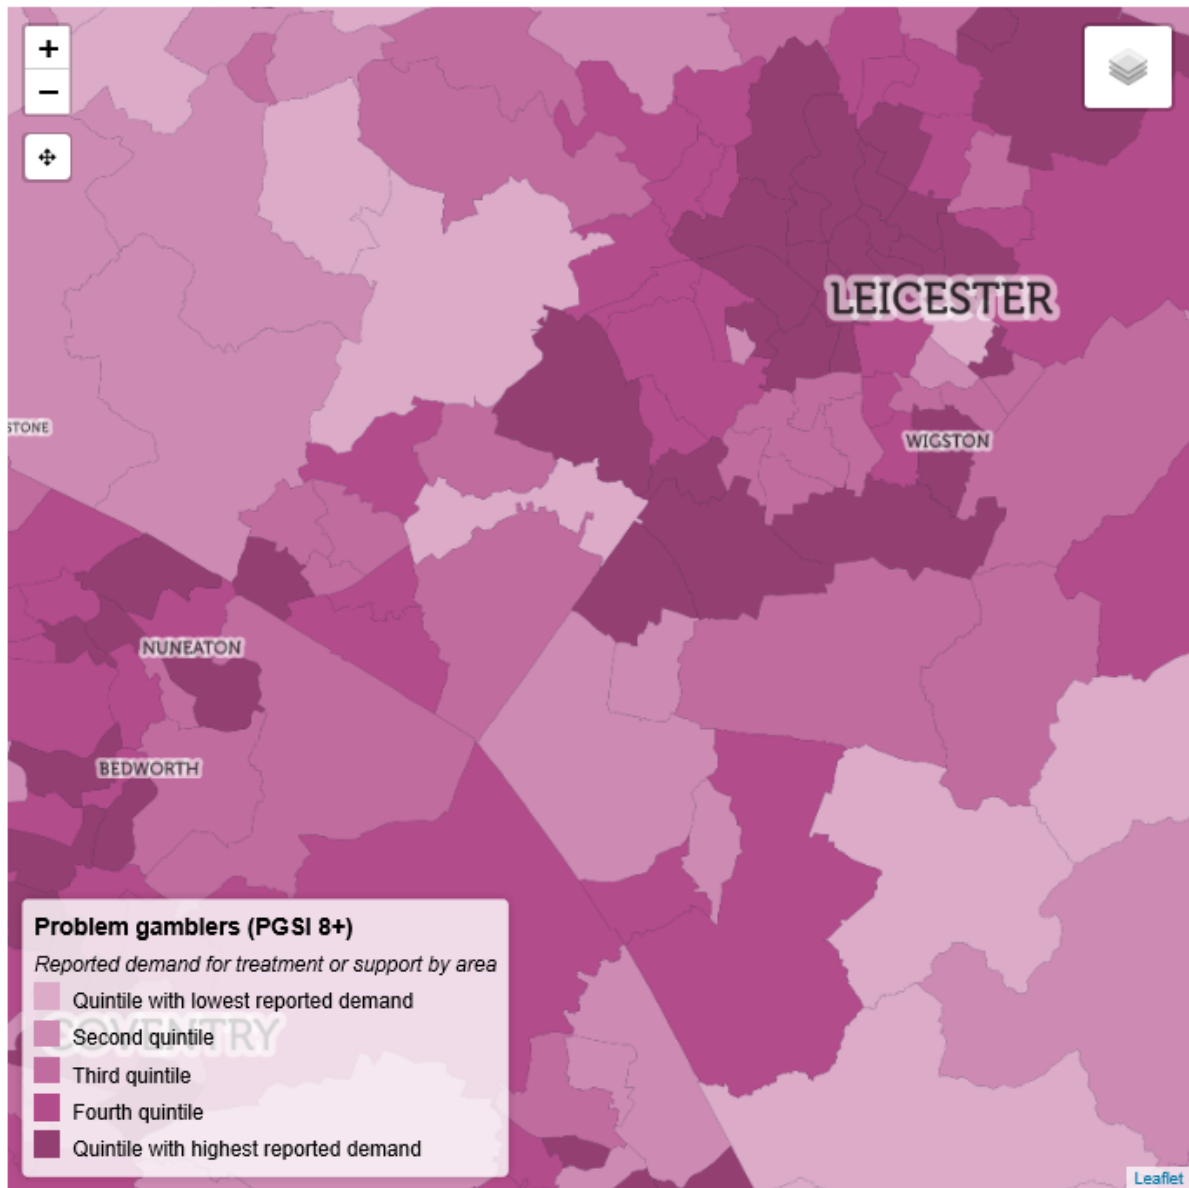 +
−
LEICESTER
STONE
WIGSTON
NUNEATON
BEDWORTH
Problem gamblers (PGSI 8+)
Reported demand for treatment or support by area
Quintile with lowest reported demand
COVENTRY
Second quintile
Third quintile
Fourth quintile
Quintile with highest reported demand
Leaflet